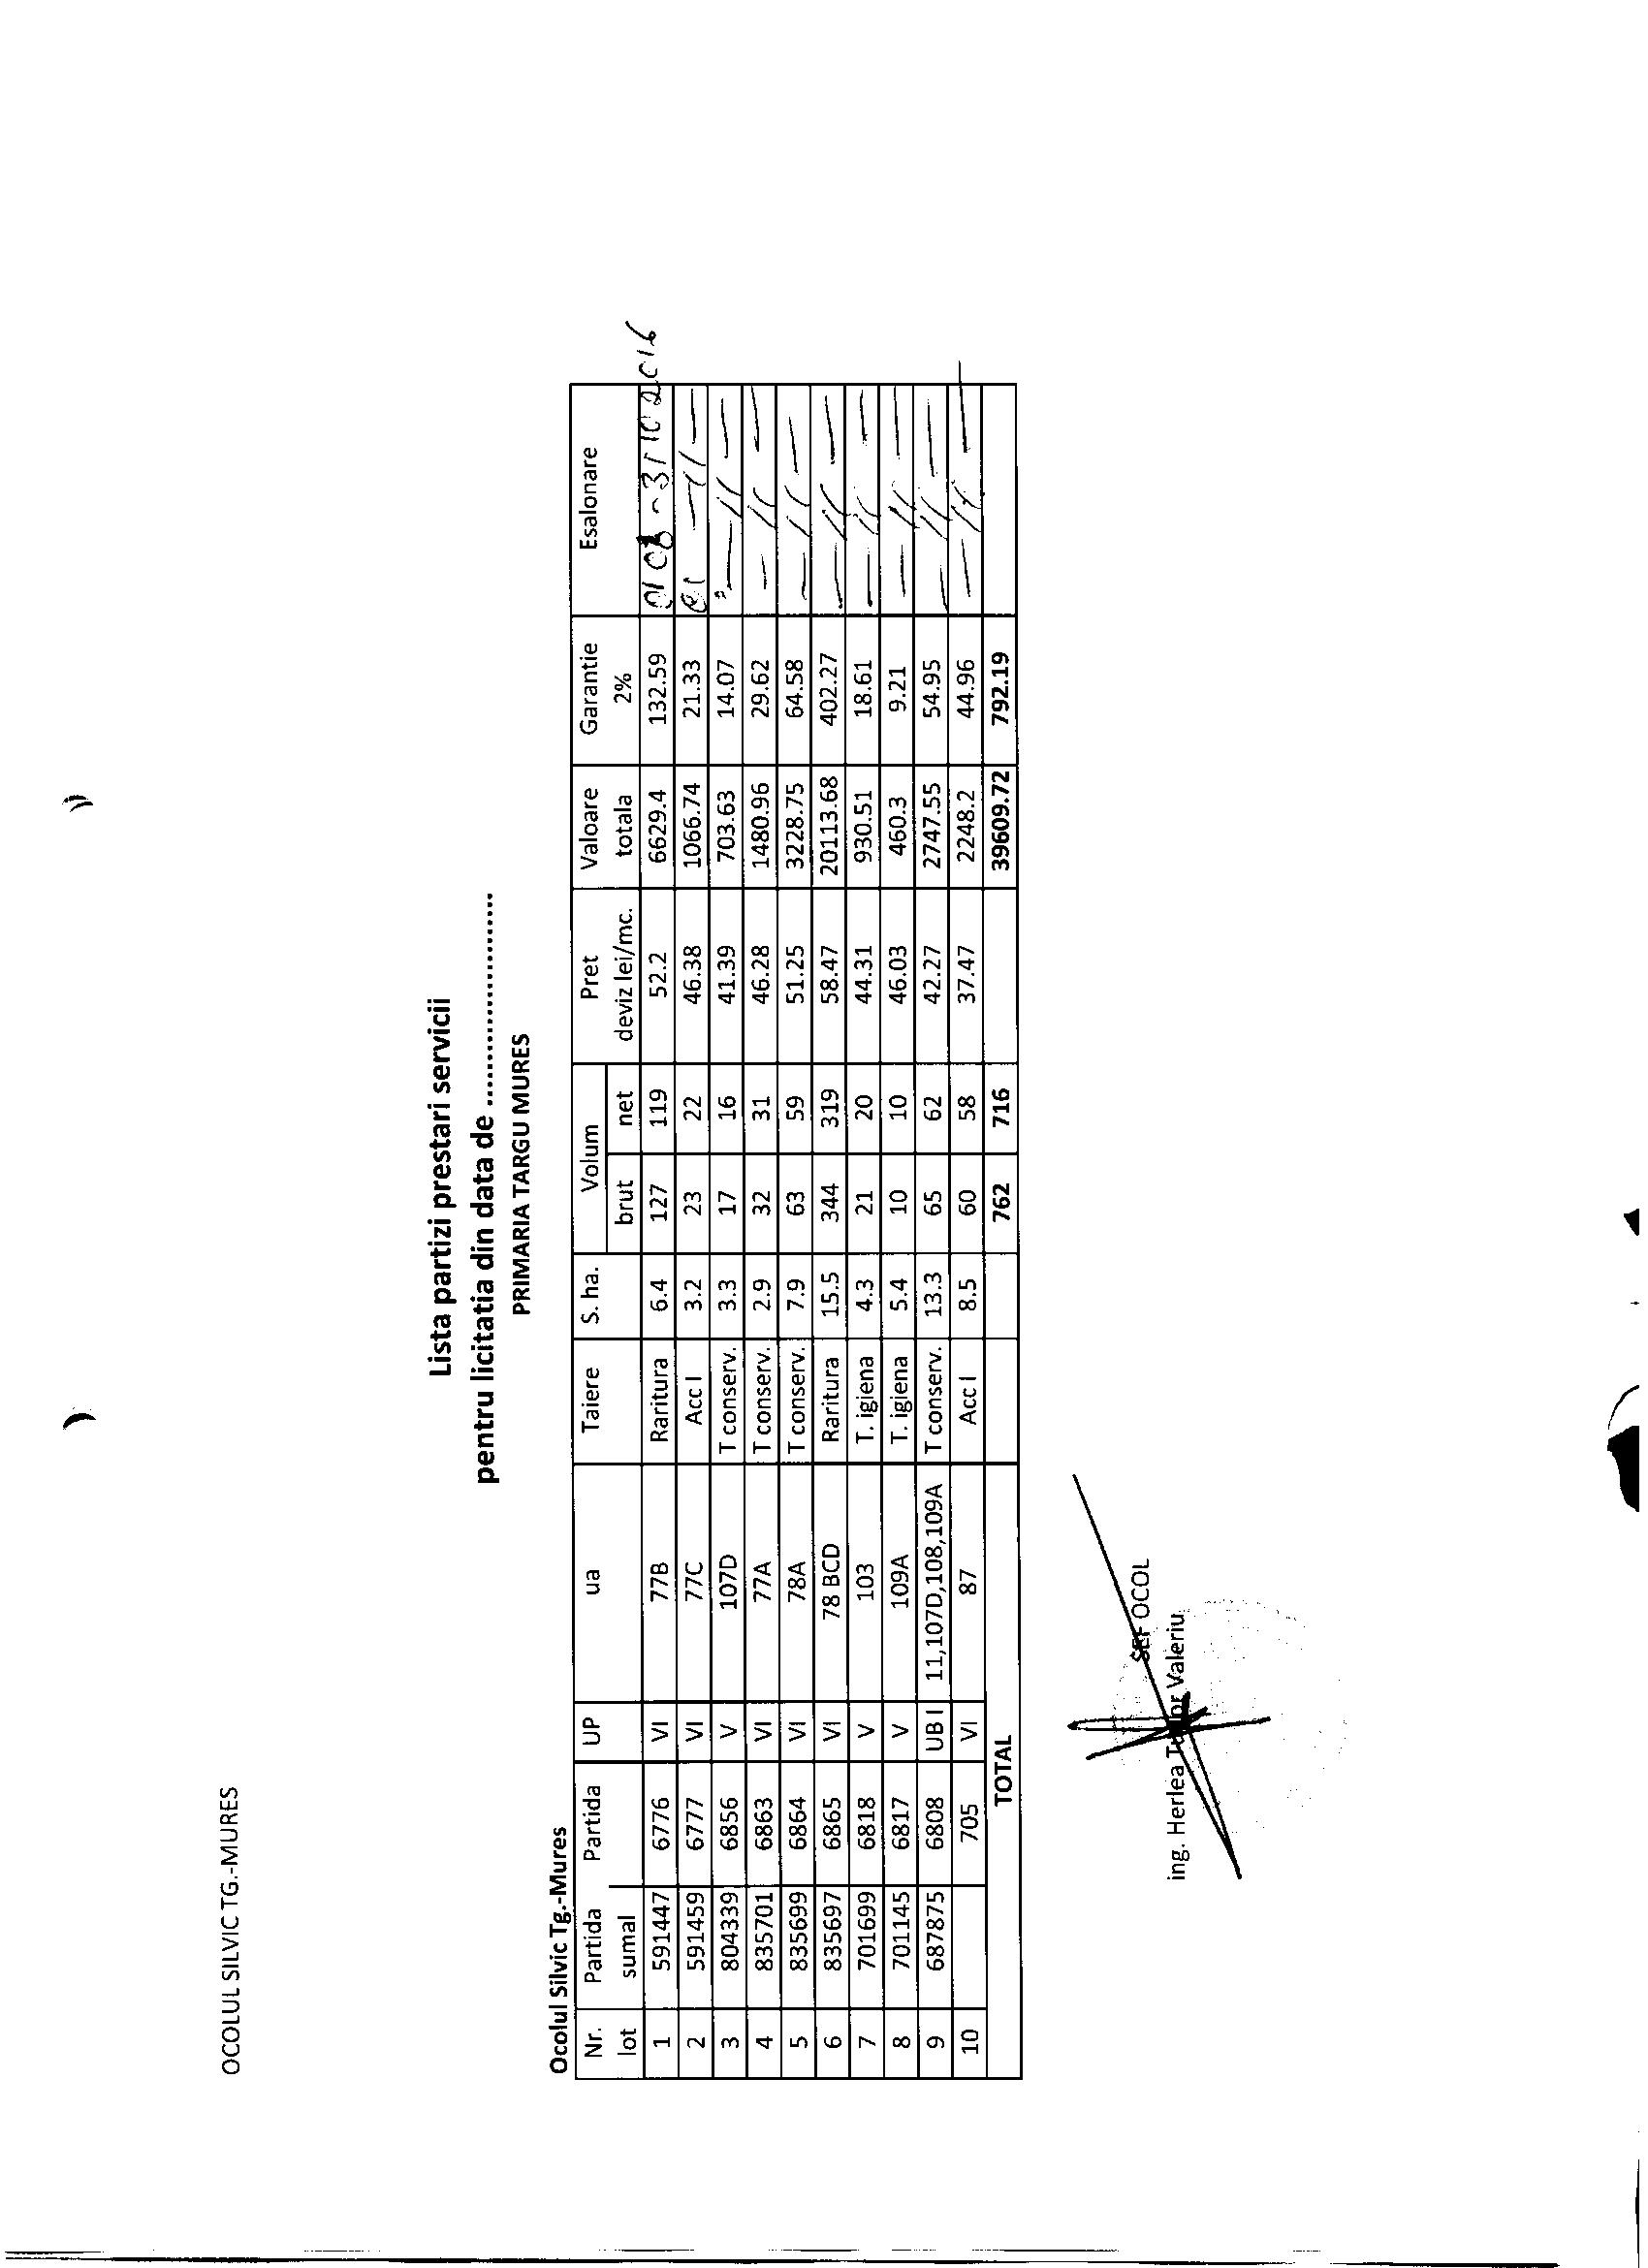 OCOLUL SILVIC TG.-MURES
Lista partizi prestari servicii
pentru licitatia din data de ..............................
PRIMARIA TARGU MURES
Ocolul Silvic Tg.-Mures
Nr. Partida Partida UP ua Taiere S. ha. Volum Pret Valoare Garantie Esalonare
lot sumal brut net deviz lei/mc. totala 2%
1 591447 6776 VI 77B Raritura 6.4 127 119 52.2 6629.4 132.59 01 08 - 31 10 2016
2 591459 6777 VI 77C Acc I 3.2 23 22 46.38 1066.74 21.33 — // —
3 804339 6856 V 107D T conserv. 3.3 17 16 41.39 703.63 14.07 — // —
4 835701 6863 VI 77A T conserv. 2.9 32 31 46.28 1480.96 29.62 — // —
5 835699 6864 VI 78A T conserv. 7.9 63 59 51.25 3228.75 64.58 — // —
6 835697 6865 VI 78 BCD Raritura 15.5 344 319 58.47 20113.68 402.27 — // —
7 701699 6818 V 103 T. igiena 4.3 21 20 44.31 930.51 18.61 — // —
8 701145 6817 V 109A T. igiena 5.4 10 10 46.03 460.3 9.21 — // —
9 687875 6808 UB I 11,107D,108,109A T conserv. 13.3 65 62 42.27 2747.55 54.95 — // —
10 705 VI 87 Acc I 8.5 60 58 37.47 2248.2 44.96 — // —
TOTAL 762 716 39609.72 792.19
SEF OCOL
ing. Herlea Tudor Valeriu